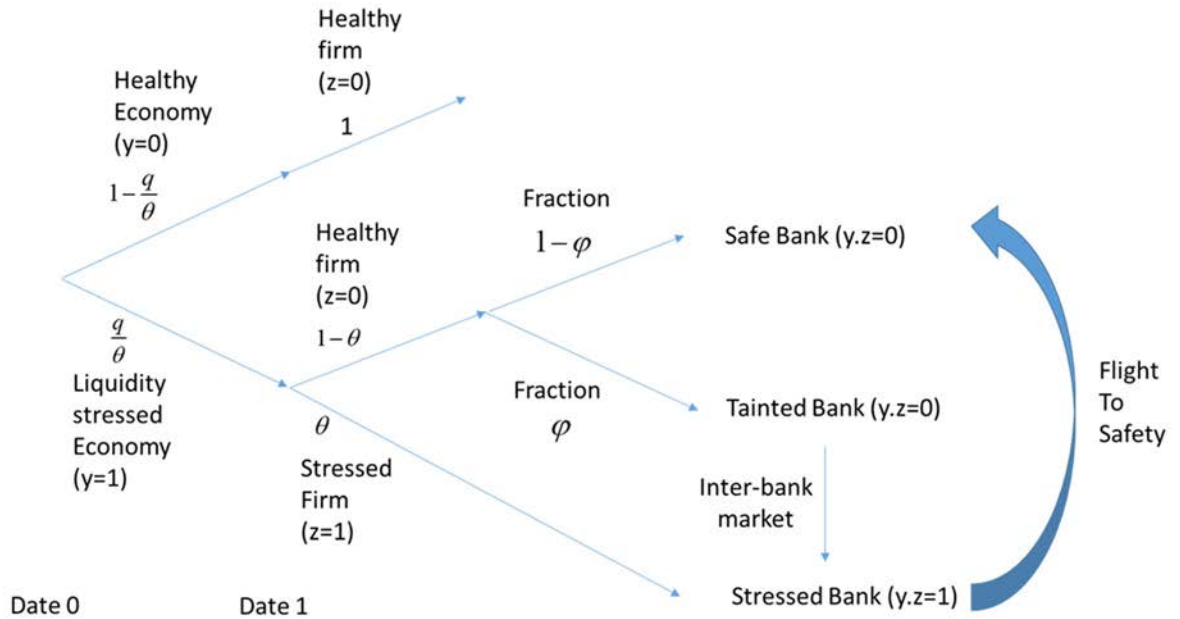 Healthy
firm
(z=0)
1
Healthy
Economy
(y=0)
1 − q/θ
Fraction
1 − φ
Safe Bank (y.z=0)
Healthy
firm
(z=0)
1 − θ
q/θ
Liquidity
stressed
Economy
(y=1)
Fraction
φ
Tainted Bank (y.z=0)
Flight
To
Safety
θ
Stressed
Firm
(z=1)
Inter-bank
market
Stressed Bank (y.z=1)
Date 0
Date 1